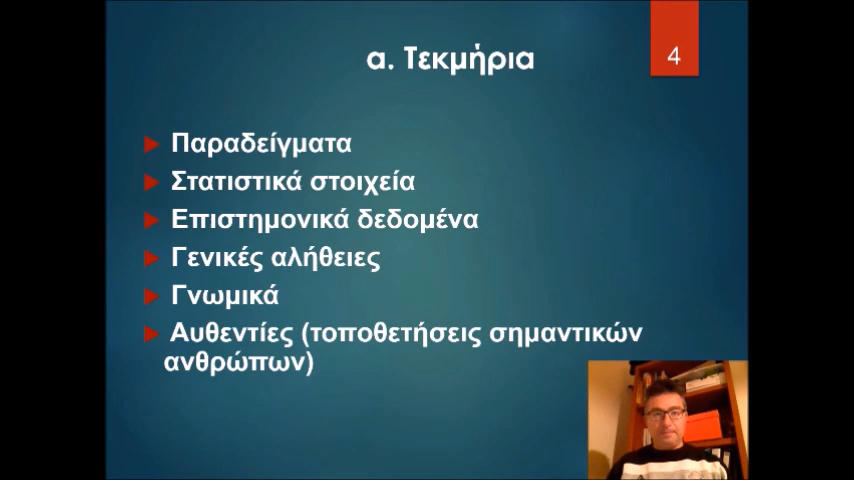 α. Τεκμήρια
4
Παραδείγματα
Στατιστικά στοιχεία
Επιστημονικά δεδομένα
Γενικές αλήθειες
Γνωμικά
Αυθεντίες (τοποθετήσεις σημαντικών
ανθρώπων)